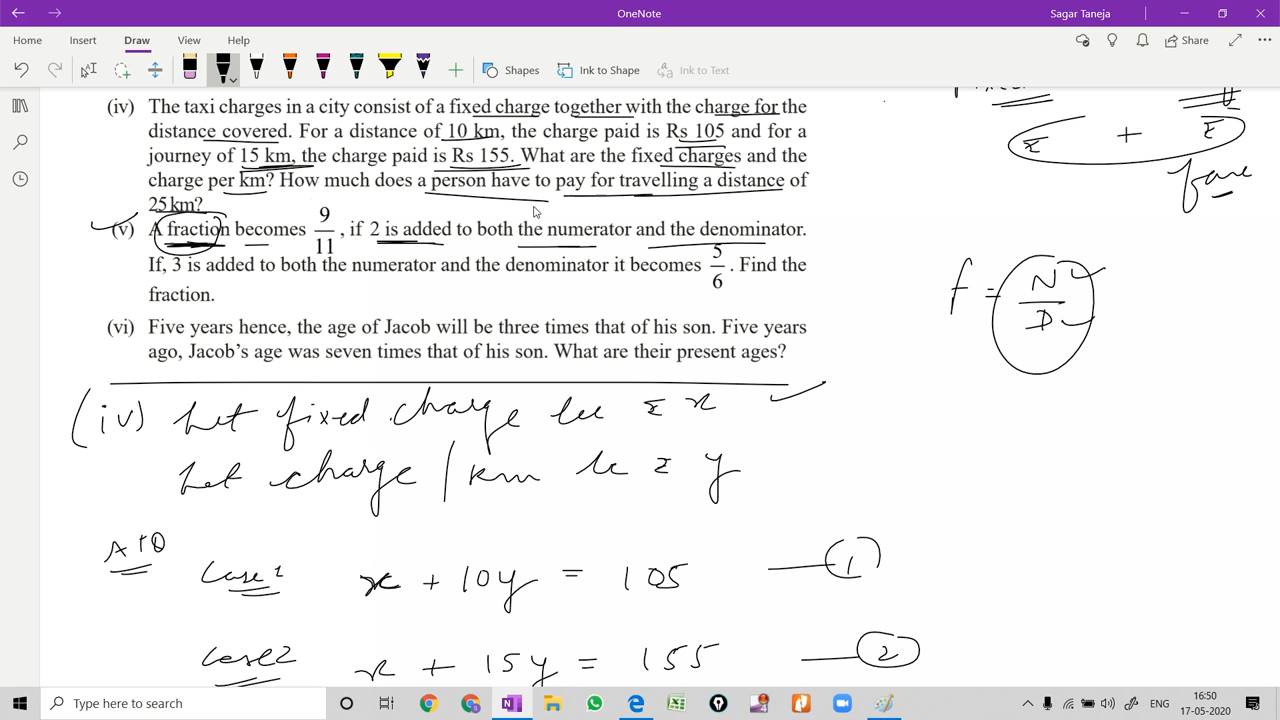 OneNote
Sagar Taneja
Home Insert Draw View Help
Shapes Ink to Shape Ink to Text Share
(iv) The taxi charges in a city consist of a fixed charge together with the charge for the
distance covered. For a distance of 10 km, the charge paid is Rs 105 and for a
journey of 15 km, the charge paid is Rs 155. What are the fixed charges and the
charge per km? How much does a person have to pay for travelling a distance of
25 km?
(v) A fraction becomes 9/11, if 2 is added to both the numerator and the denominator.
If, 3 is added to both the numerator and the denominator it becomes 5/6. Find the
fraction.
(vi) Five years hence, the age of Jacob will be three times that of his son. Five years
ago, Jacob's age was seven times that of his son. What are their present ages?
+
fare
f = N/D
(iv) Let fixed charge be ₹ x
Let charge / km be ₹ y
ATQ
Case 1 x + 10y = 105 — 1
Case 2 x + 15y = 155 — 2
Type here to search
ENG
16:50
17-05-2020